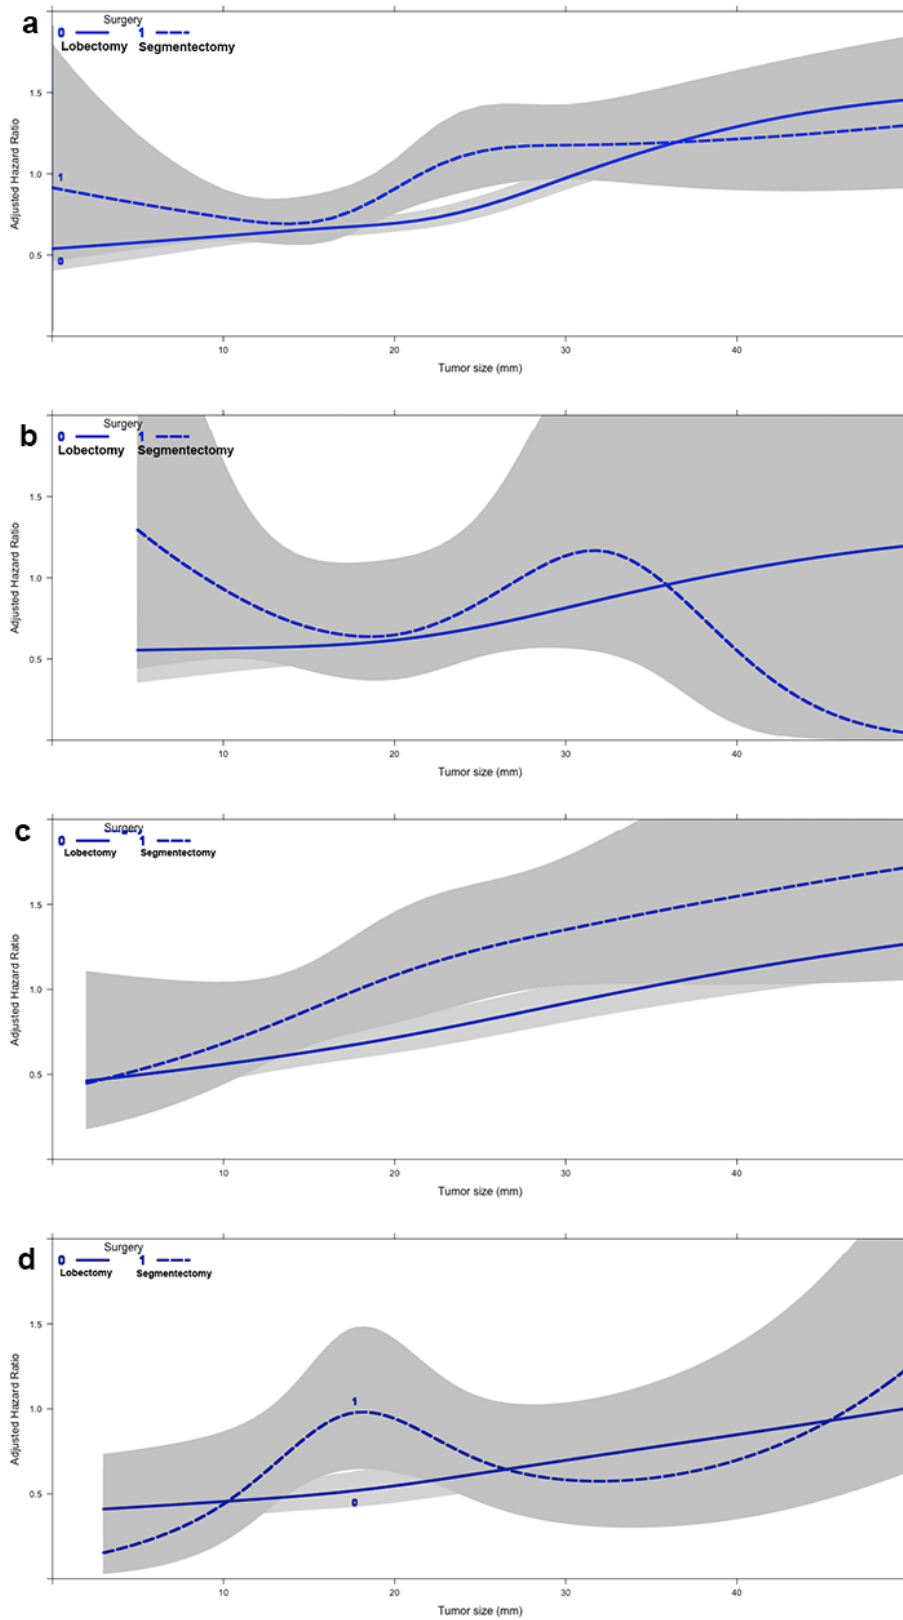 a
Surgery
0 1
Lobectomy Segmentectomy
1.5
1.0
0.5
Adjusted Hazard Ratio
1
0
10 20 30 40
Tumor size (mm)
b
Surgery
0 1
Lobectomy Segmentectomy
1.5
1.0
0.5
Adjusted Hazard Ratio
10 20 30 40
Tumor size (mm)
c
Surgery
0 1
Lobectomy Segmentectomy
1.5
1.0
0.5
Adjusted Hazard Ratio
10 20 30 40
Tumor size (mm)
d
Surgery
0 1
Lobectomy Segmentectomy
1.5
1.0
0.5
Adjusted Hazard Ratio
1
0
10 20 30 40
Tumor size (mm)